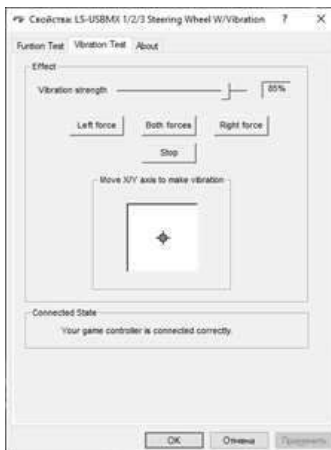 Свойства: LS-USBMX 1/2/3 Steering Wheel W/Vibration ? X
Funtion Test Vibration Test About
Effect
Vibration strength 85%
Left force Both forces Right force
Stop
Move X/Y axis to make vibration
Connected State
Your game controller is connected correctly.
OK Отмена Применить